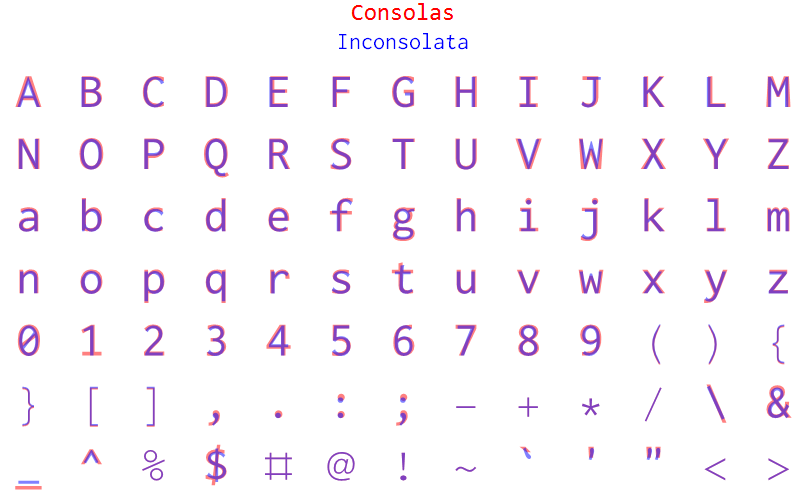 Consolas
Inconsolata
A B C D E F G H I J K L M
N O P Q R S T U V W X Y Z
a b c d e f g h i j k l m
n o p q r s t u v w x y z
0 1 2 3 4 5 6 7 8 9 ( ) {
} [ ] , . : ; - + * / \ &
_ ^ % $ # @ ! ~ ` ' " < >